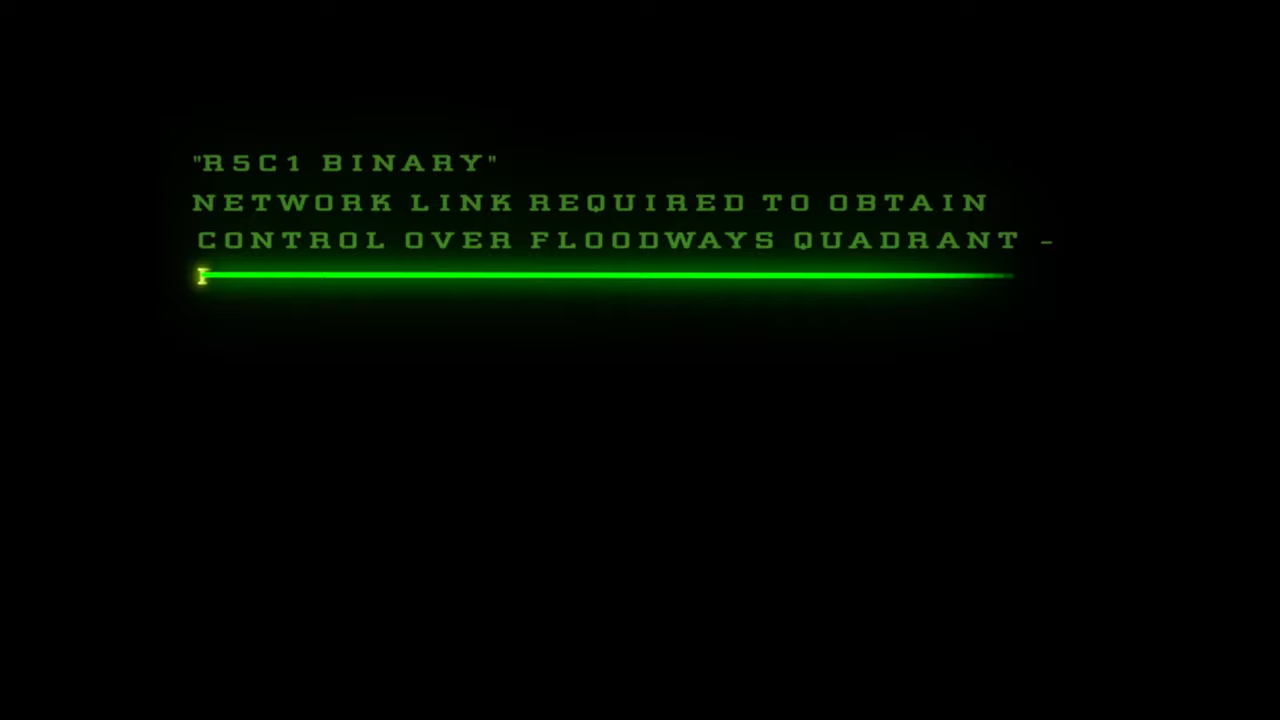 "R5C1 BINARY"
NETWORK LINK REQUIRED TO OBTAIN
CONTROL OVER FLOODWAYS QUADRANT -
I